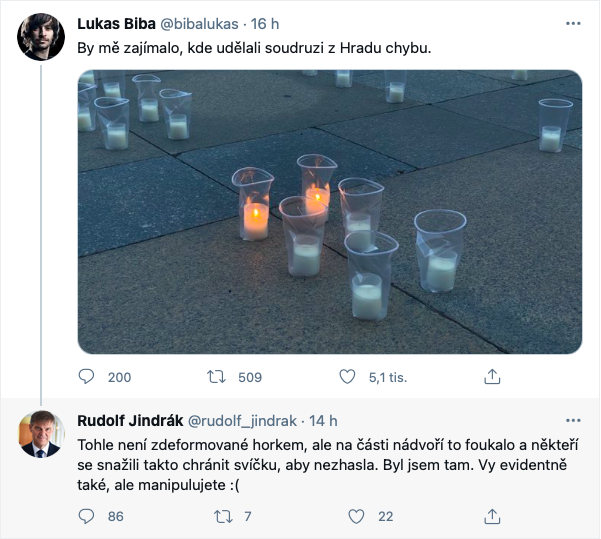 Lukas Biba @bibalukas · 16 h
By mě zajímalo, kde udělali soudruzi z Hradu chybu.
200 509 5,1 tis.
Rudolf Jindrák @rudolf_jindrak · 14 h
Tohle není zdeformované horkem, ale na části nádvoří to foukalo a někteří
se snažili takto chránit svíčku, aby nezhasla. Byl jsem tam. Vy evidentně
také, ale manipulujete :(
86 7 22